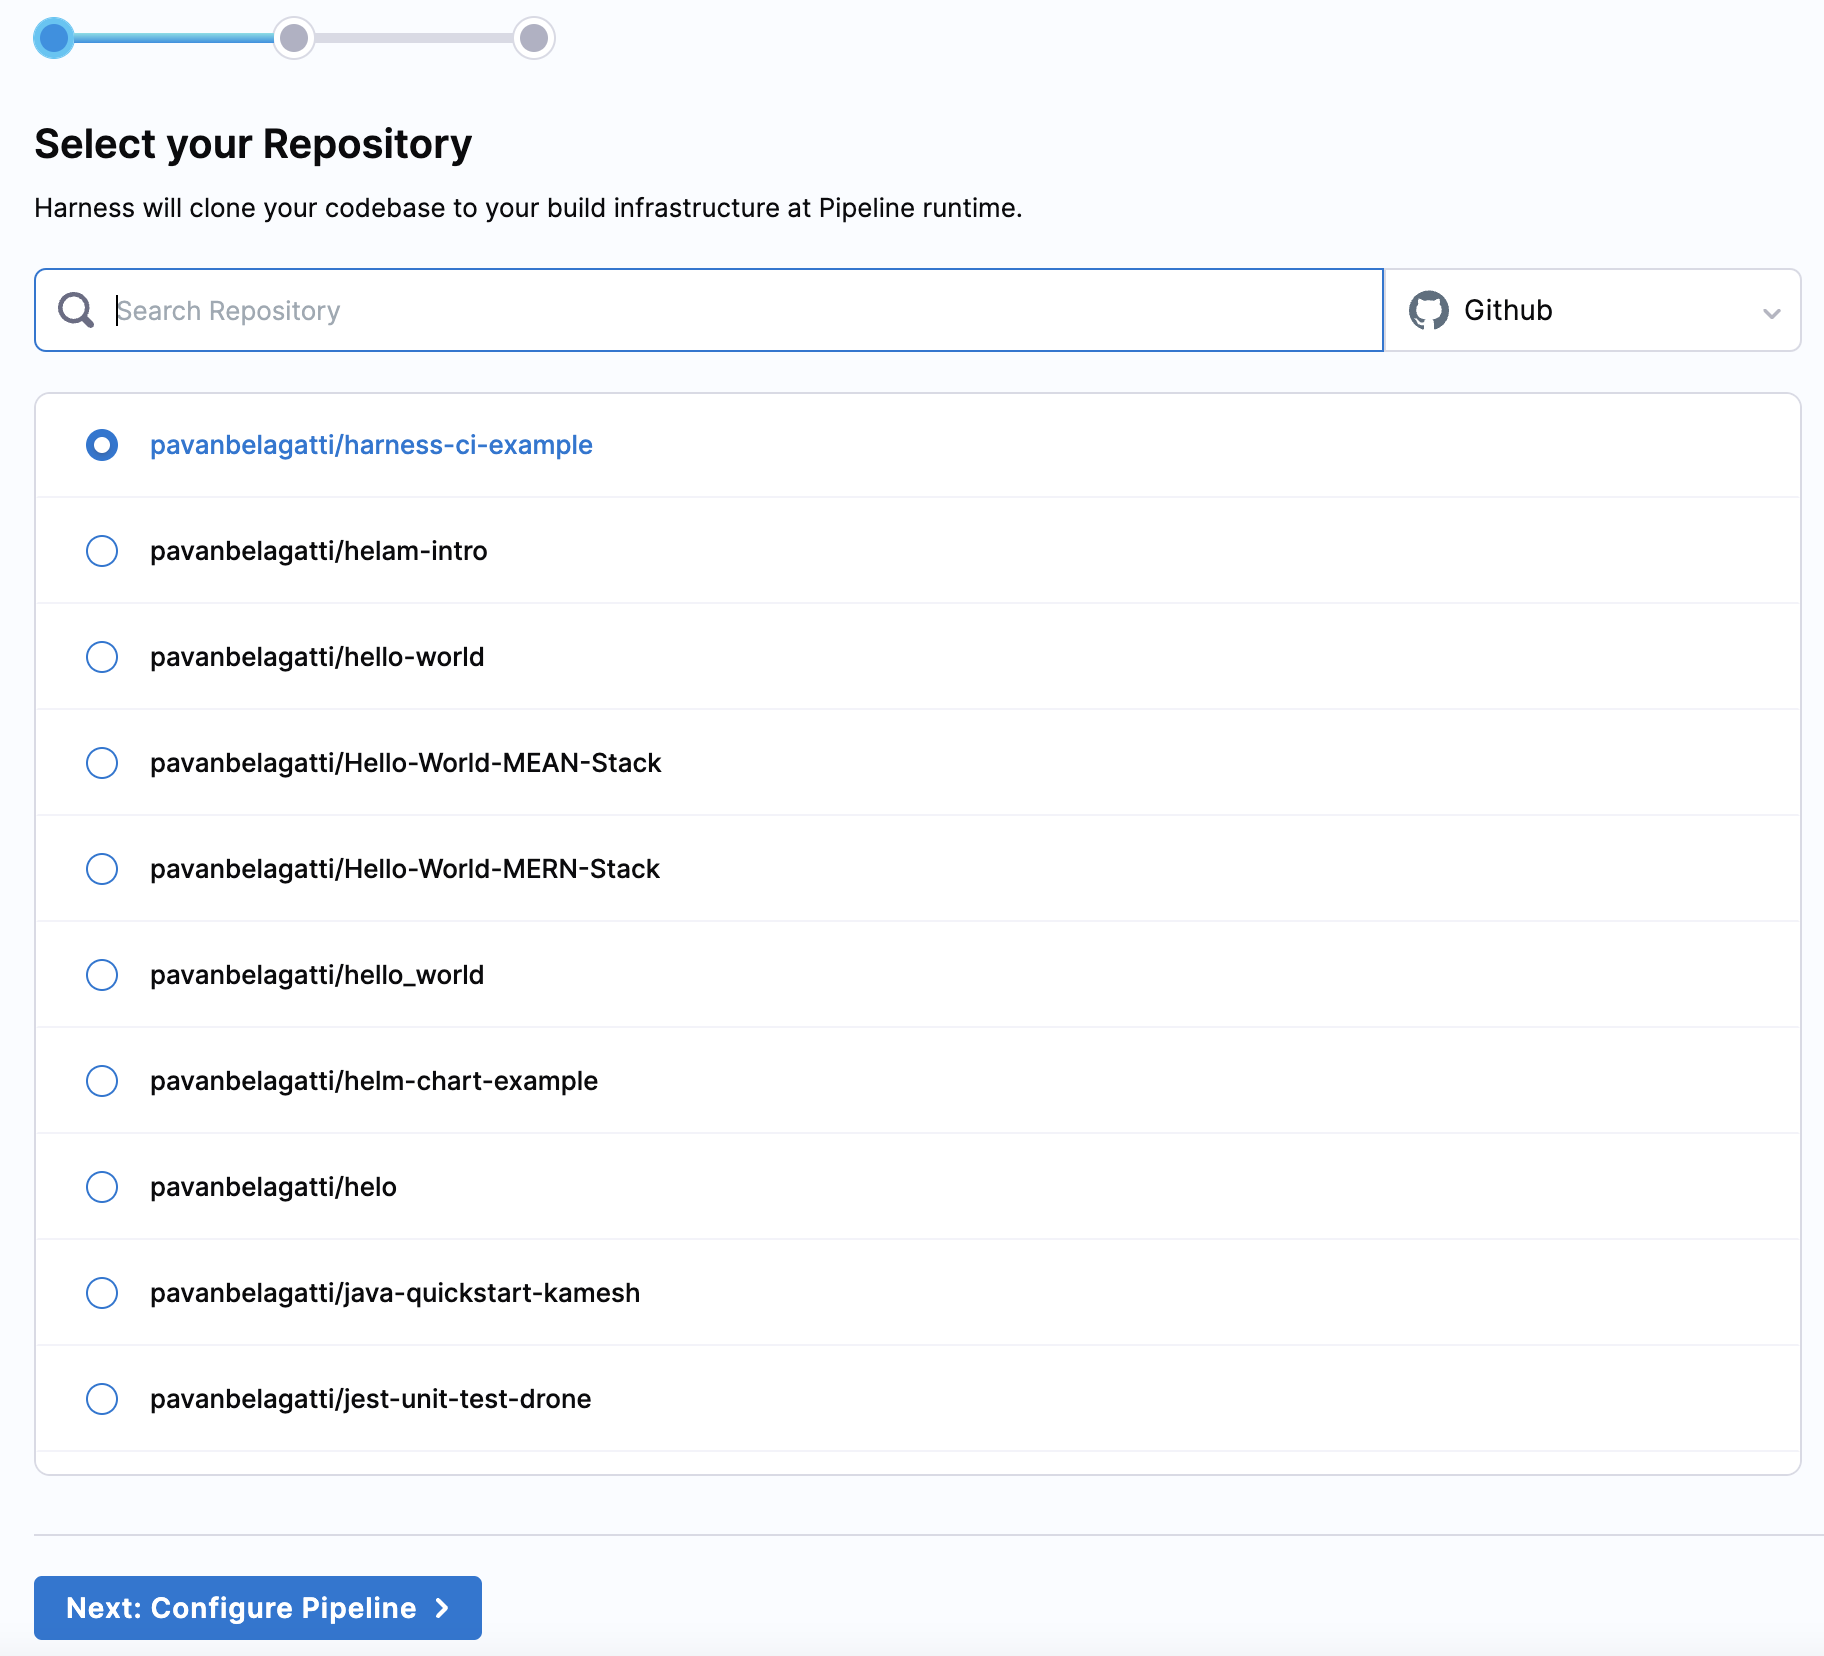 Select your Repository
Harness will clone your codebase to your build infrastructure at Pipeline runtime.
Search Repository
Github
pavanbelagatti/harness-ci-example
pavanbelagatti/helam-intro
pavanbelagatti/hello-world
pavanbelagatti/Hello-World-MEAN-Stack
pavanbelagatti/Hello-World-MERN-Stack
pavanbelagatti/hello_world
pavanbelagatti/helm-chart-example
pavanbelagatti/helo
pavanbelagatti/java-quickstart-kamesh
pavanbelagatti/jest-unit-test-drone
Next: Configure Pipeline